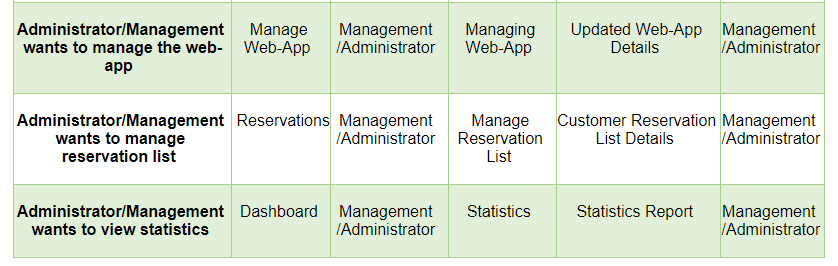 Administrator/Management wants to manage the web-app
Manage Web-App
Management /Administrator
Managing Web-App
Updated Web-App Details
Management /Administrator
Administrator/Management wants to manage reservation list
Reservations
Management /Administrator
Manage Reservation List
Customer Reservation List Details
Management /Administrator
Administrator/Management wants to view statistics
Dashboard
Management /Administrator
Statistics
Statistics Report
Management /Administrator